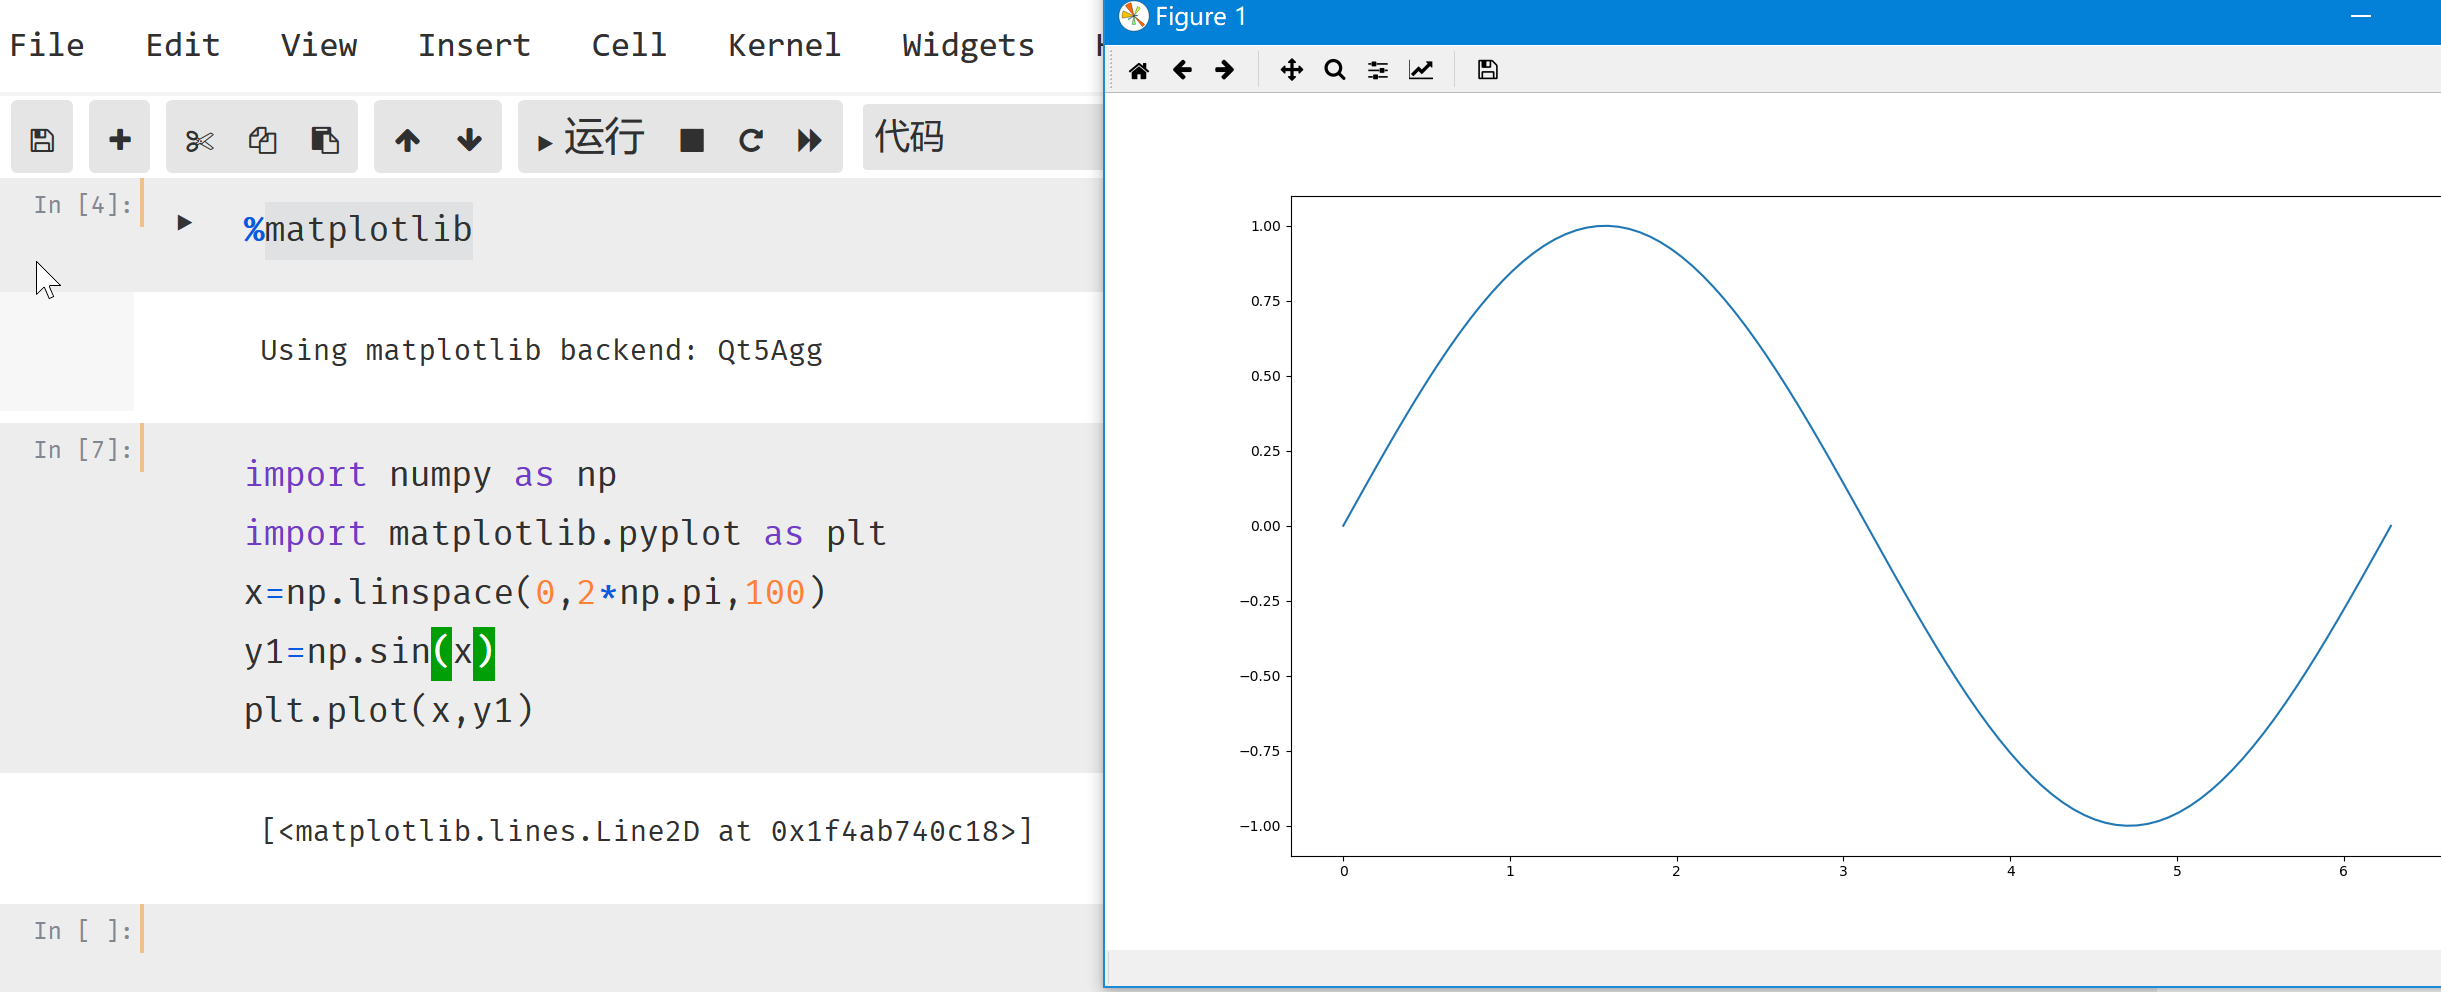 File Edit View Insert Cell Kernel Widgets
运行 代码
In [4]: %matplotlib
Using matplotlib backend: Qt5Agg
In [7]: import numpy as np
import matplotlib.pyplot as plt
x=np.linspace(0,2*np.pi,100)
y1=np.sin(x)
plt.plot(x,y1)
[<matplotlib.lines.Line2D at 0x1f4ab740c18>]
In [ ]:
Figure 1
1.00
0.75
0.50
0.25
0.00
−0.25
−0.50
−0.75
−1.00
0 1 2 3 4 5 6